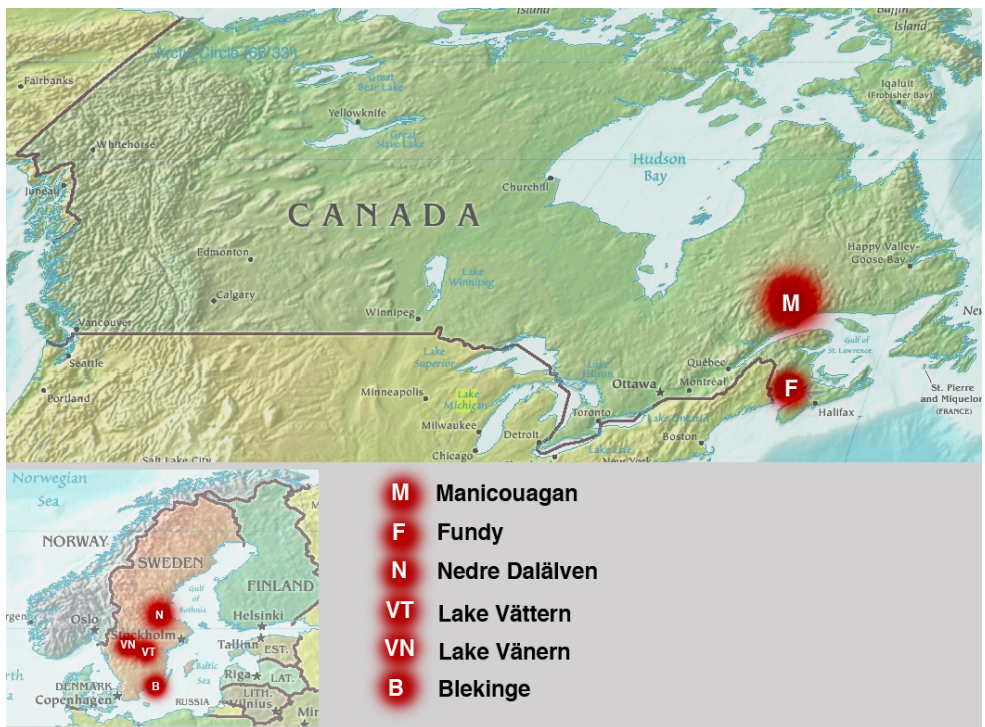 Island
Baffin
Island
Arctic Circle (66°33')
Fairbanks
Great
Bear Lake
Iqaluit
(Frobisher Bay)
Yellowknife
Great
Slave Lake
Whitehorse
Hudson
Bay
Juneau
Churchill
CANADA
Edmonton
Happy Valley-
Goose Bay
Lake
Winnipeg
Calgary
M
Winnipeg
Vancouver
Gulf of
St. Lawrence
Seattle
Lake
Superior
Lake
Huron
Québec
Ottawa
Montréal
F
Portland
Minneapolis
Lake
Michigan
St. Pierre
and Miquelon
(FRANCE)
Halifax
Toronto
Lake Ontario
Milwaukee
Detroit
Boston
Chicago
Lake Erie
New York
Salt Lake City
Norwegian
Sea
NORWAY
SWEDEN
FINLAND
Gulf
of
Bothnia
N
Oslo
Helsinki
Stockholm
VN
VT
Tallinn
EST.
Baltic
Sea
Riga
LAT.
DENMARK
Copenhagen
B
RUSSIA
LITH.
Vilnius
M Manicouagan
F Fundy
N Nedre Dalälven
VT Lake Vättern
VN Lake Vänern
B Blekinge